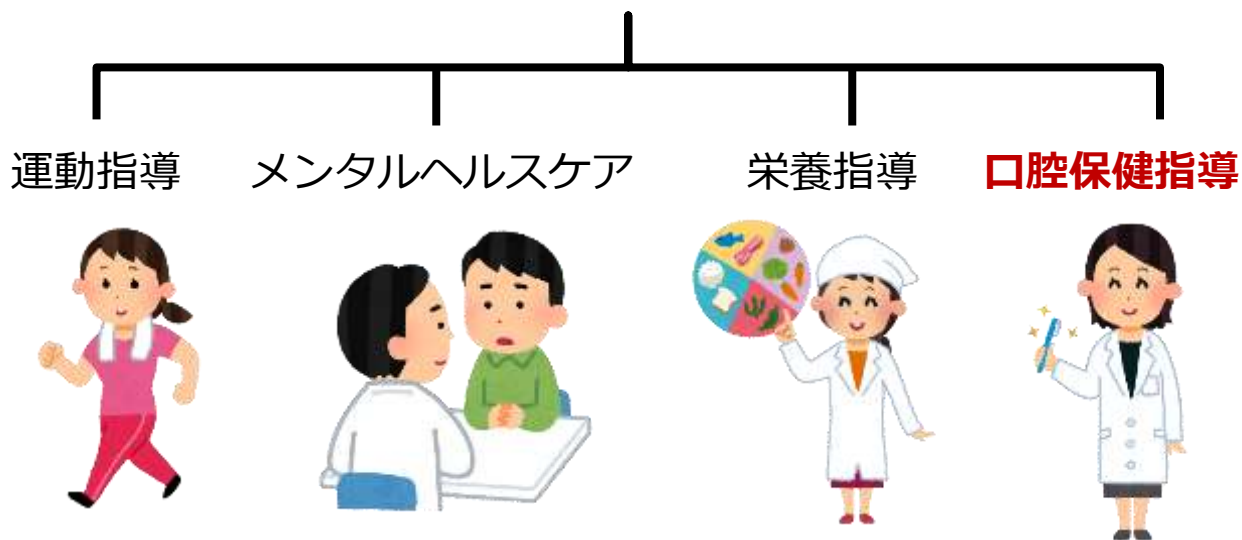 運動指導
メンタルヘルスケア
栄養指導
口腔保健指導